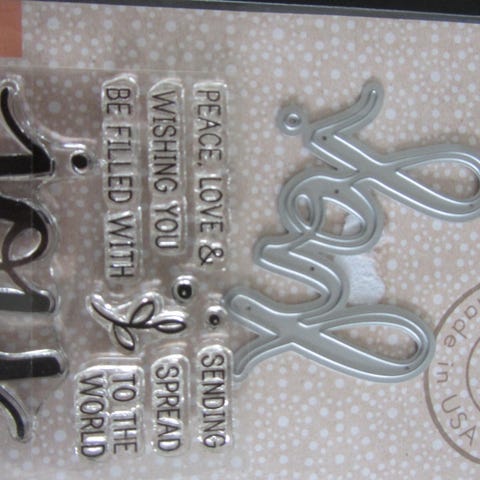 Made in USA
joy
PEACE, LOVE &
WISHING YOU
BE FILLED WITH
SENDING
SPREAD
TO THE
WORLD
joy